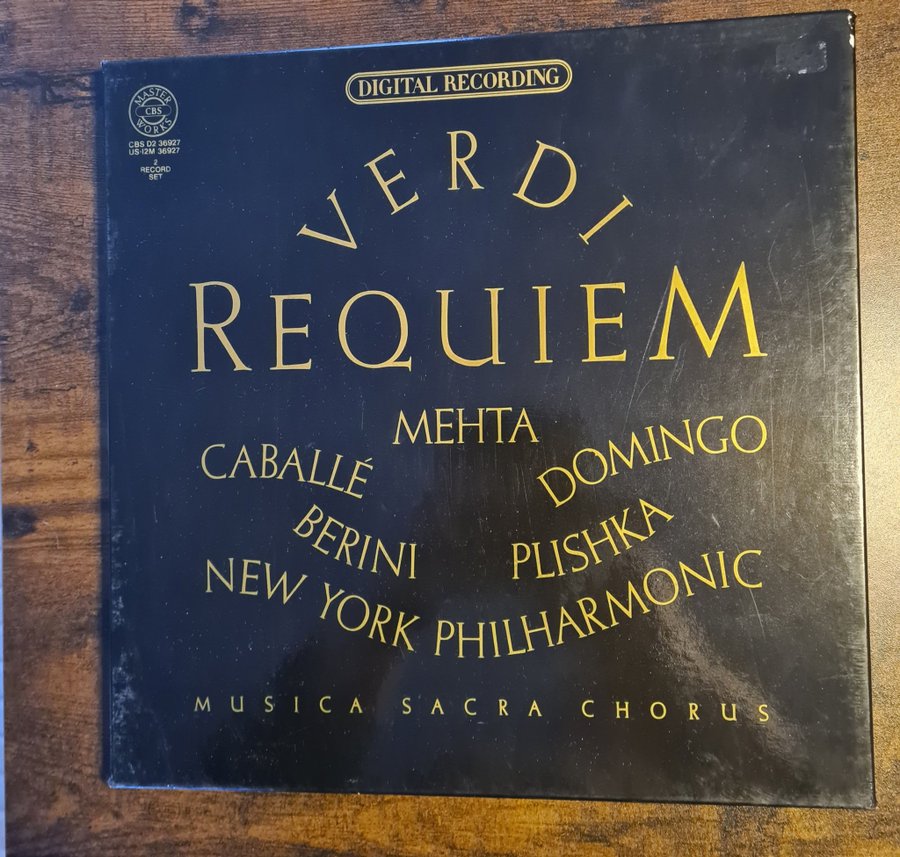 DIGITAL RECORDING
MASTER
CBS
WORKS
CBS D2 36927
US·I2M 36927
2
RECORD
SET
VERDI
REQUIEM
MEHTA
CABALLÉ
DOMINGO
BERINI
PLISHKA
NEW YORK PHILHARMONIC
MUSICA SACRA CHORUS